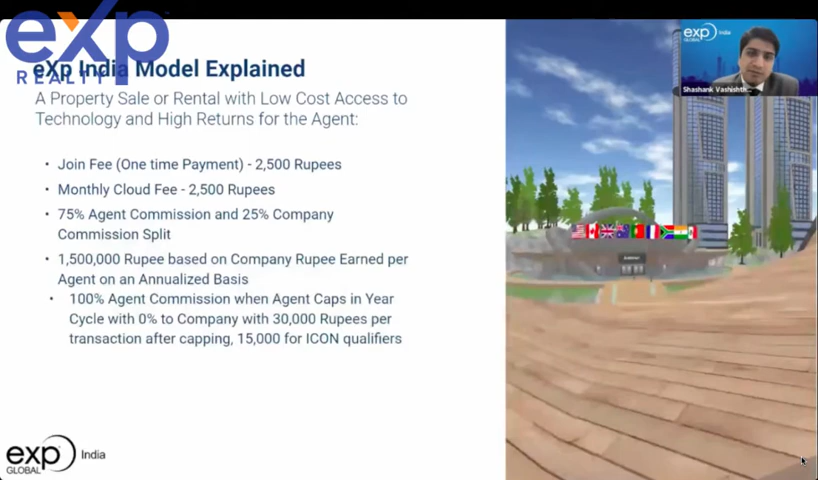 eXp
REALTY
eXp India Model Explained
A Property Sale or Rental with Low Cost Access to
Technology and High Returns for the Agent:
• Join Fee (One time Payment) - 2,500 Rupees
• Monthly Cloud Fee - 2,500 Rupees
• 75% Agent Commission and 25% Company
Commission Split
• 1,500,000 Rupee based on Company Rupee Earned per
Agent on an Annualized Basis
• 100% Agent Commission when Agent Caps in Year
Cycle with 0% to Company with 30,000 Rupees per
transaction after capping, 15,000 for ICON qualifiers
exp India
GLOBAL
exp India
GLOBAL
Shashank Vashishth...